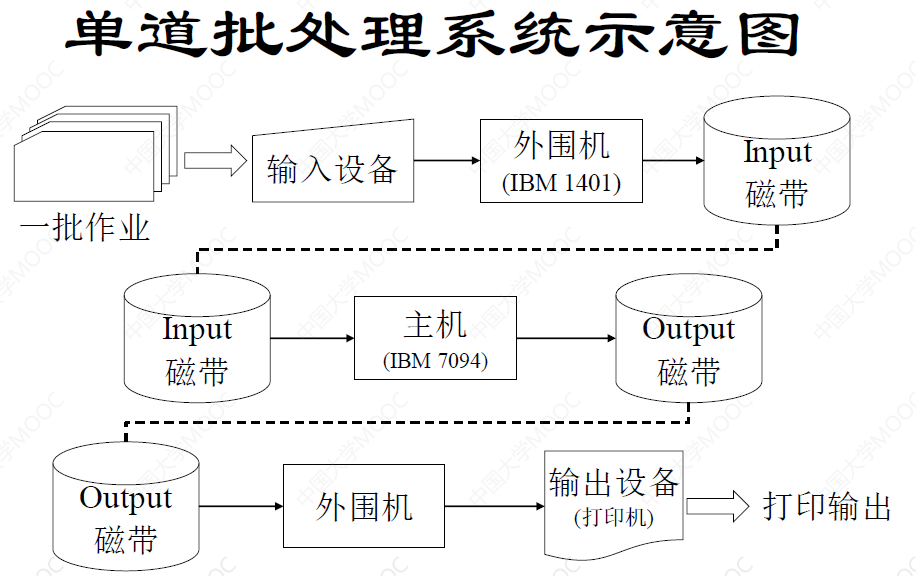 单道批处理系统示意图
一批作业
输入设备
外围机
(IBM 1401)
Input
磁带
Input
磁带
主机
(IBM 7094)
Output
磁带
Output
磁带
外围机
输出设备
(打印机)
打印输出
中国大学MOOC